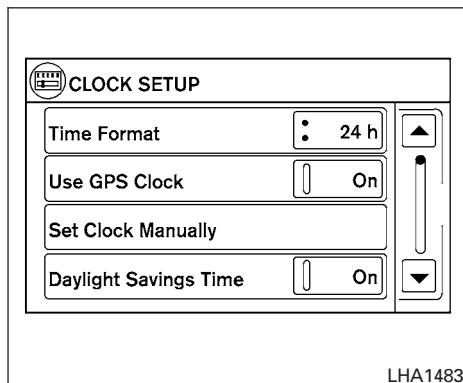 CLOCK SETUP
Time Format : 24 h
Use GPS Clock On
Set Clock Manually
Daylight Savings Time On
LHA1483